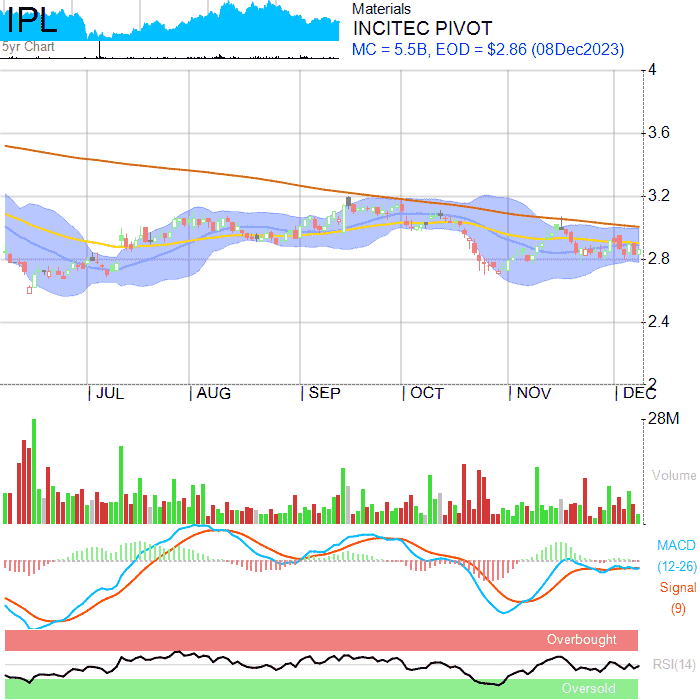 IPL
5yr Chart
Materials
INCITEC PIVOT
MC = 5.5B, EOD = $2.86 (08Dec2023)
4
3.6
3.2
2.8
2.4
2
JUL AUG SEP OCT NOV DEC
28M
Volume
MACD
(12-26)
Signal
(9)
Overbought
RSI(14)
Oversold